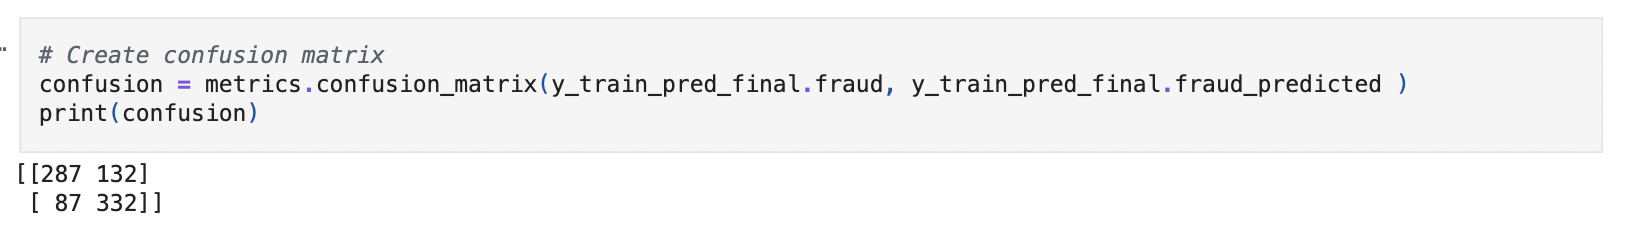 # Create confusion matrix
confusion = metrics.confusion_matrix(y_train_pred_final.fraud, y_train_pred_final.fraud_predicted )
print(confusion)
[[287 132]
 [ 87 332]]